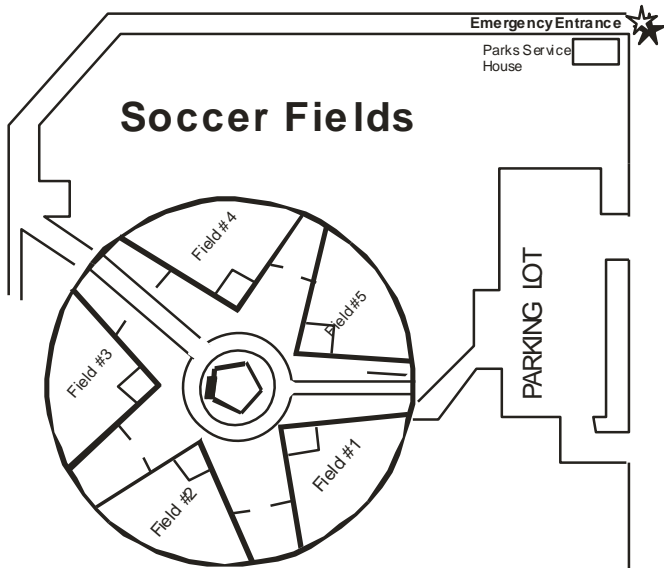 Emergency Entrance
Parks Service
House
Soccer Fields
Field #4
Field #5
PARKING LOT
Field #3
Field #1
Field #2